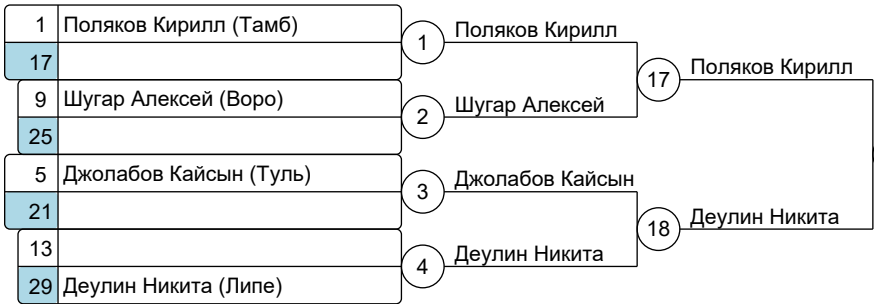 1 Поляков Кирилл (Тамб)
17
9 Шугар Алексей (Воро)
25
5 Джолабов Кайсын (Туль)
21
13
29 Деулин Никита (Липе)
1 Поляков Кирилл
2 Шугар Алексей
3 Джолабов Кайсын
4 Деулин Никита
17 Поляков Кирилл
18 Деулин Никита